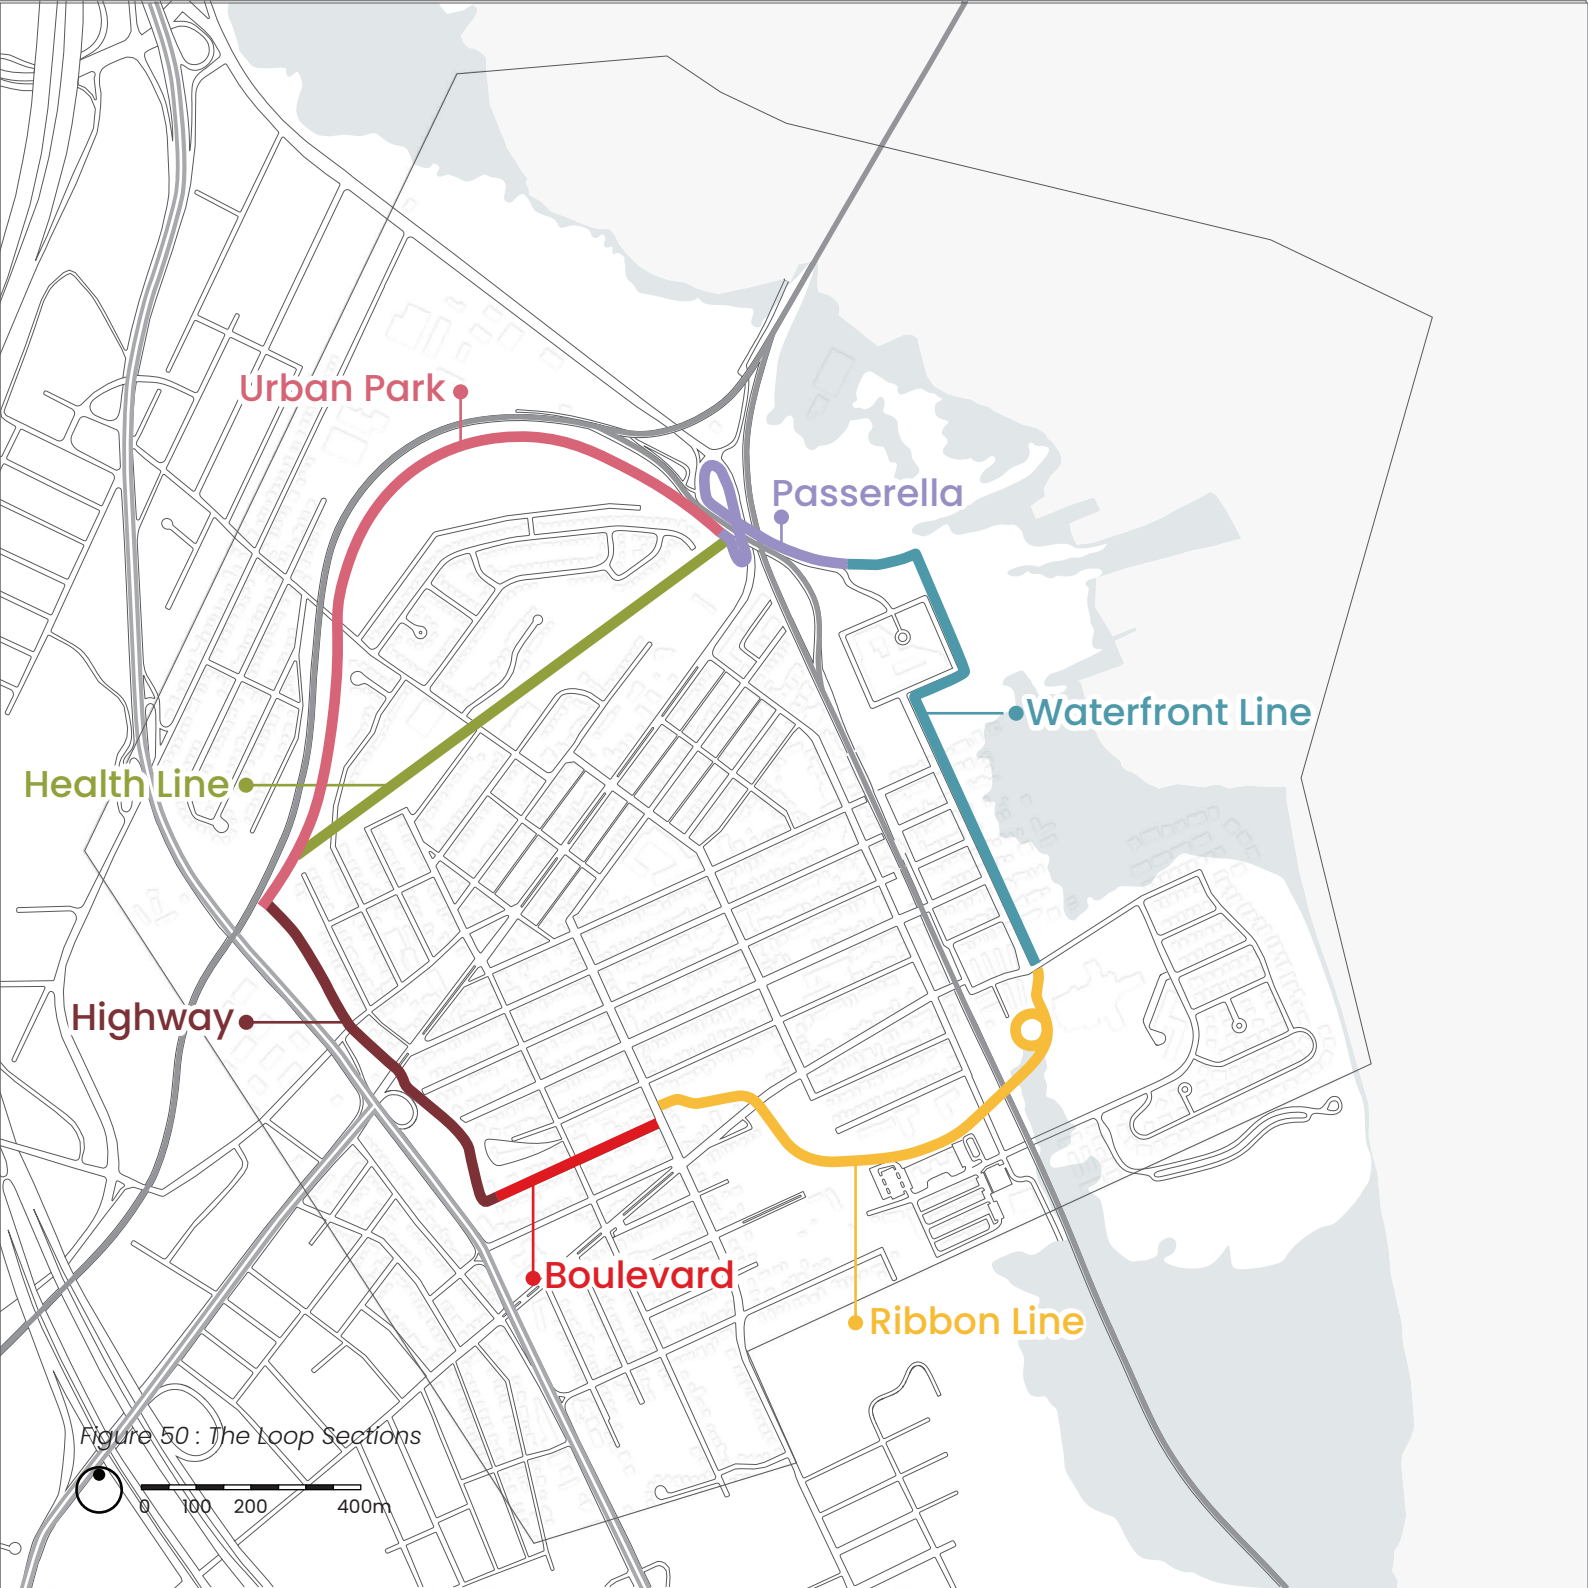 Urban Park
Passerella
Waterfront Line
Health Line
Highway
Boulevard
Ribbon Line
Figure 50 : The Loop Sections
0 100 200 400m